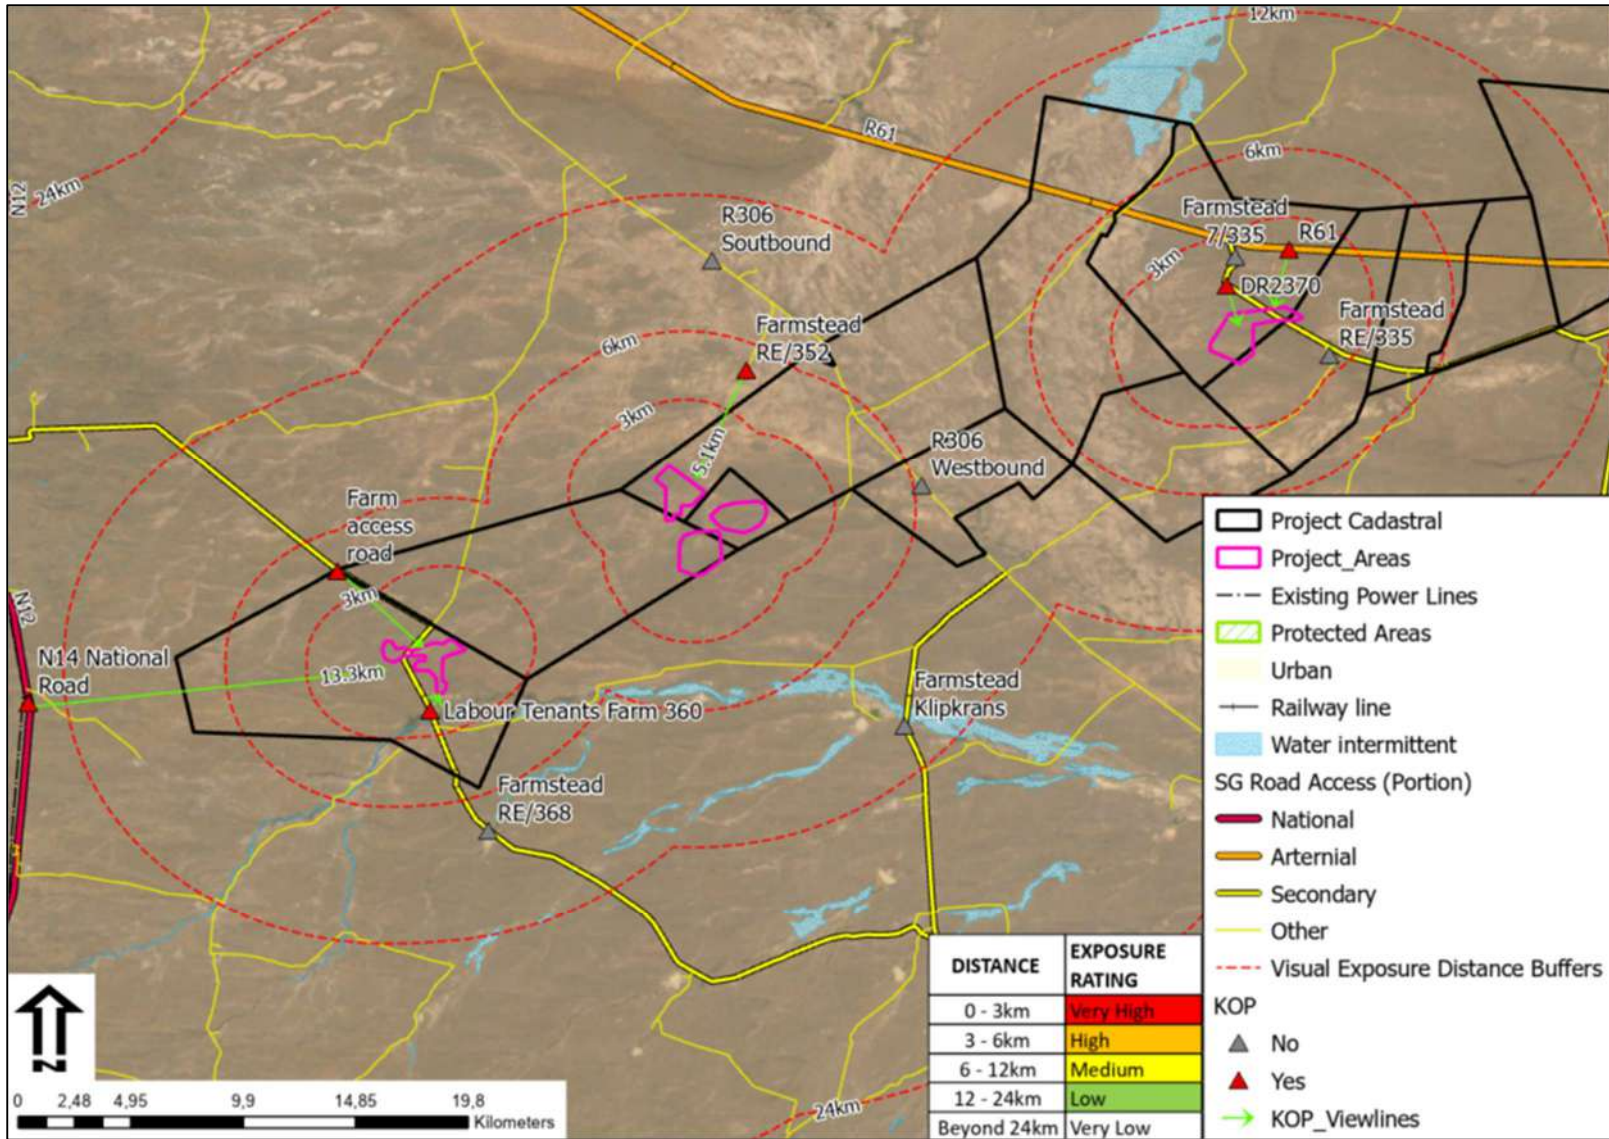 12km
R61
N12
24km
6km
Farmstead
7/335
R61
R306
Soutbound
3km
DR2370
Farmstead
RE/335
Farmstead
RE/352
6km
3km
5.1km
R306
Westbound
Farm
access
road
3km
N12
N14 National
Road
13.3km
Labour Tenants Farm 360
Farmstead
Klipkrans
Farmstead
RE/368
24km
Project Cadastral
Project_Areas
Existing Power Lines
Protected Areas
Urban
Railway line
Water intermittent
SG Road Access (Portion)
National
Arternial
Secondary
Other
Visual Exposure Distance Buffers
KOP
No
Yes
KOP_Viewlines
DISTANCE EXPOSURE RATING
0 - 3km Very High
3 - 6km High
6 - 12km Medium
12 - 24km Low
Beyond 24km Very Low
N
0 2,48 4,95 9,9 14,85 19,8
Kilometers